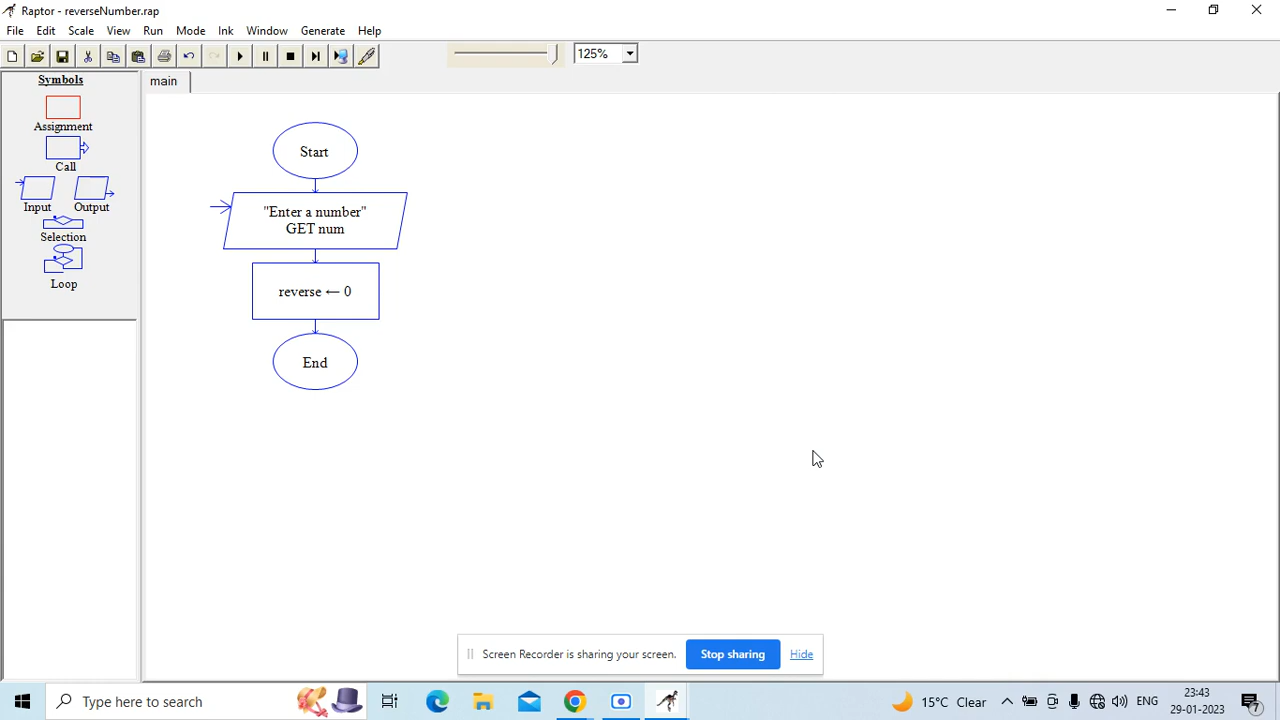 Raptor - reverseNumber.rap
File Edit Scale View Run Mode Ink Window Generate Help
125%
Symbols
main
Assignment
Call
Input Output
Selection
Loop
Start
"Enter a number"
GET num
reverse ← 0
End
Screen Recorder is sharing your screen. Stop sharing Hide
Type here to search
15°C Clear
ENG
23:43
29-01-2023
7